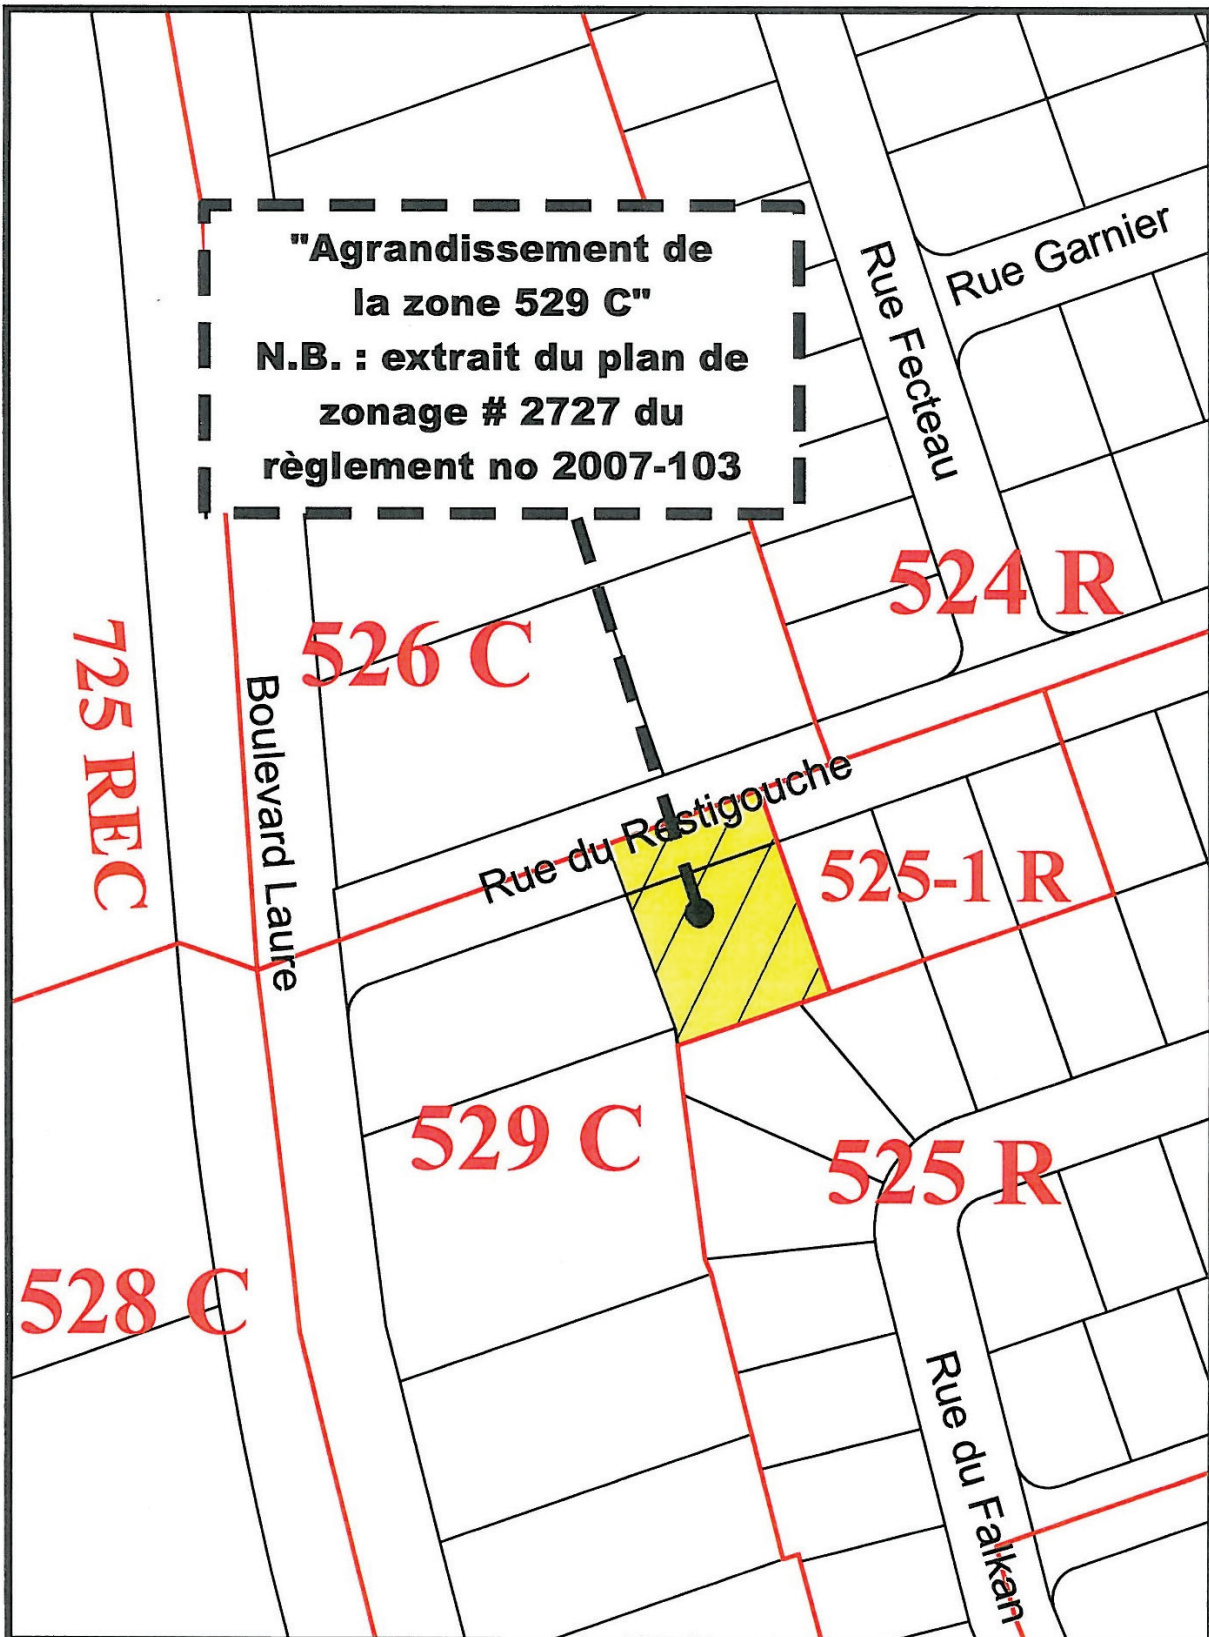 "Agrandissement de
la zone 529 C"
N.B. : extrait du plan de
zonage # 2727 du
règlement no 2007-103
Rue Garnier
Rue Fecteau
524 R
526 C
725 REC
Boulevard Laure
Rue du Restigouche
525-1 R
529 C
525 R
528 C
Rue du Falkan